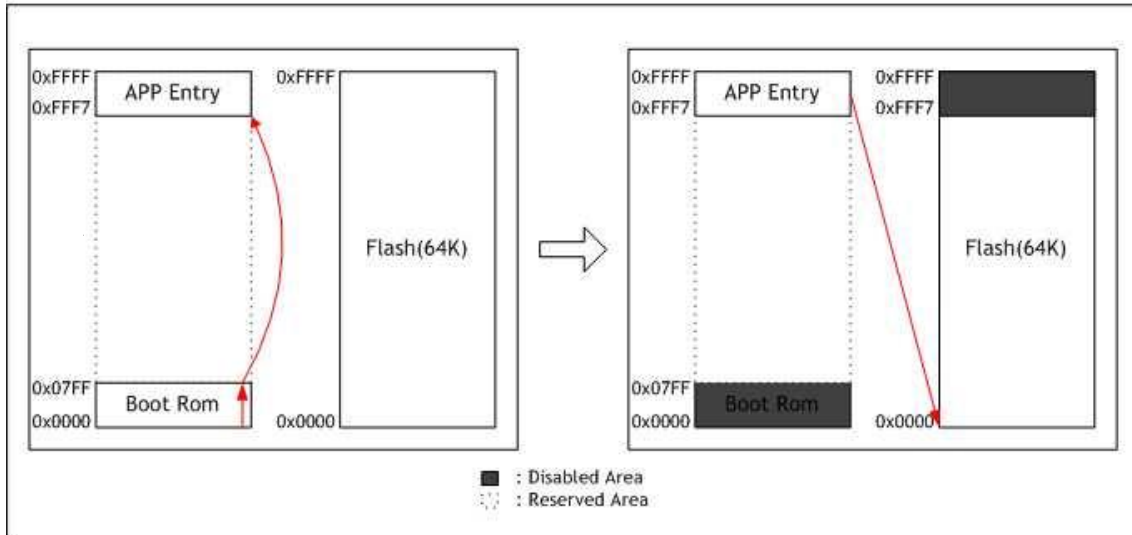 0xFFFF
APP Entry
0xFFF7
0x07FF
Boot Rom
0x0000
0xFFFF
Flash(64K)
0x0000
0xFFFF
APP Entry
0xFFF7
0x07FF
Boot Rom
0x0000
0xFFFF
0xFFF7
Flash(64K)
0x0000
: Disabled Area
: Reserved Area